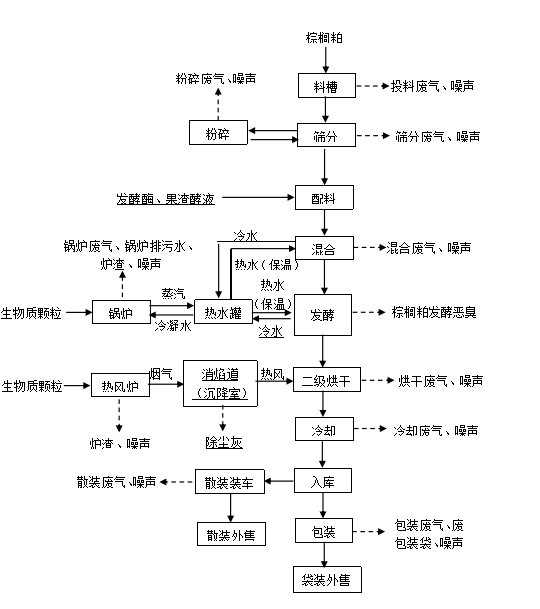 棕榈粕
粉碎废气、噪声
料槽
投料废气、噪声
粉碎
筛分
筛分废气、噪声
发酵酶、果渣酵液
配料
冷水
锅炉废气、锅炉排污水、
炉渣、噪声
混合
混合废气、噪声
热水（保温）
蒸汽
热水
（保温）
生物质颗粒
锅炉
热水罐
发酵
棕榈粕发酵恶臭
冷凝水
冷水
烟气
消焰道
（沉降室）
热风
生物质颗粒
热风炉
二级烘干
烘干废气、噪声
炉渣、噪声
除尘灰
冷却
冷却废气、噪声
散装废气、噪声
散装装车
入库
散装外售
包装
包装废气、废
包装袋、噪声
袋装外售